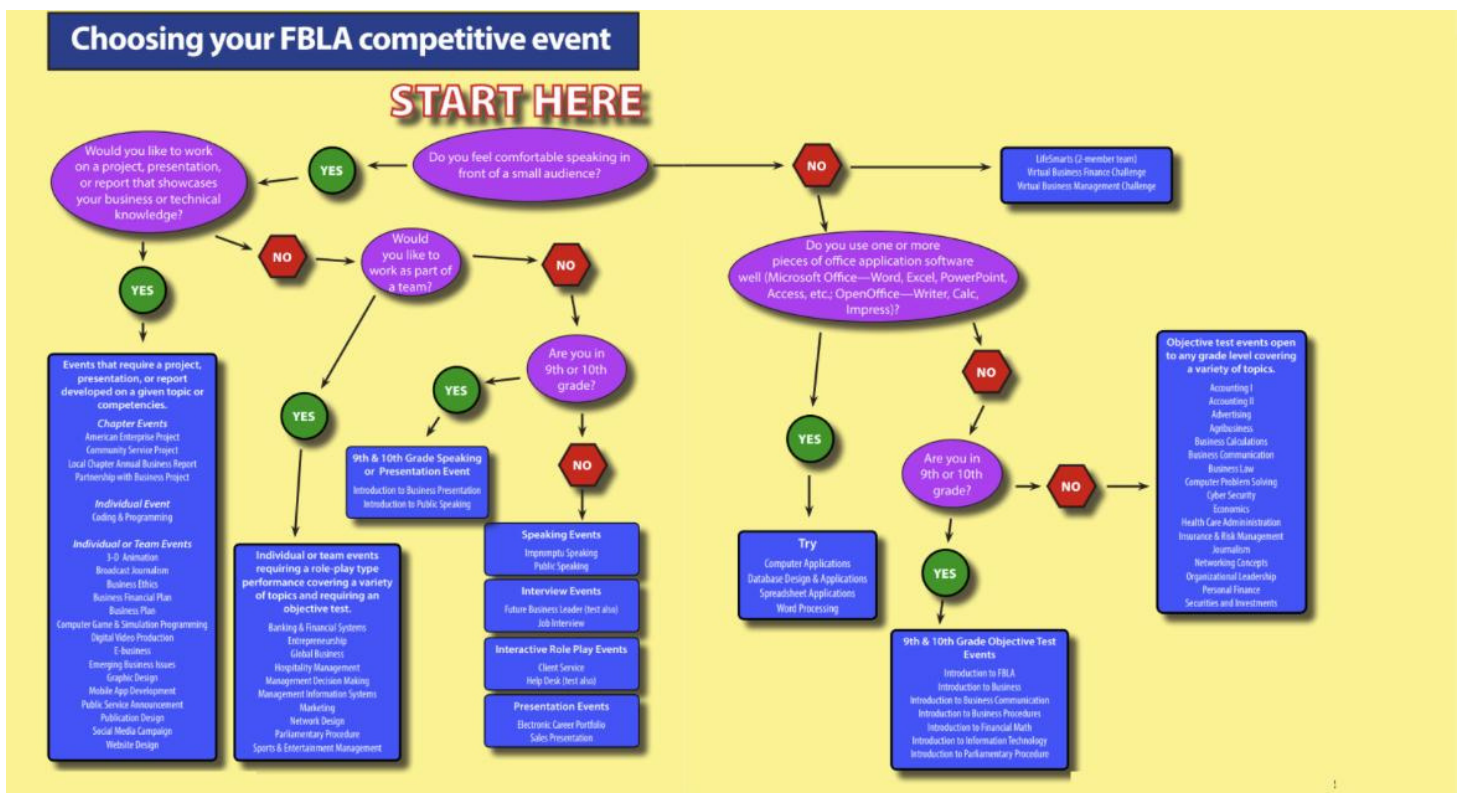 Choosing your FBLA competitive event
START HERE
Do you feel comfortable speaking in
front of a small audience?
YES
Would you like to work
on a project, presentation,
or report that showcases
your business or technical
knowledge?
YES
Events that require a project,
presentation, or report
developed on a given topic or
competencies.
Chapter Events
American Enterprise Project
Community Service Project
Local Chapter Annual Business Report
Partnership with Business Project
Individual Event
Coding & Programming
Individual or Team Events
3-D Animation
Broadcast Journalism
Business Ethics
Business Financial Plan
Business Plan
Computer Game & Simulation Programming
Digital Video Production
E-business
Emerging Business Issues
Graphic Design
Mobile App Development
Public Service Announcement
Publication Design
Social Media Campaign
Website Design
NO
Would
you like to
work as part of
a team?
YES
Individual or team events
requiring a role-play type
performance covering a variety
of topics and requiring an
objective test.
Banking & Financial Systems
Entrepreneurship
Global Business
Hospitality Management
Management Decision Making
Management Information Systems
Marketing
Network Design
Parliamentary Procedure
Sports & Entertainment Management
NO
Are you in
9th or 10th
grade?
YES
9th & 10th Grade Speaking
or Presentation Event
Introduction to Business Presentation
Introduction to Public Speaking
NO
Speaking Events
Impromptu Speaking
Public Speaking
Interview Events
Future Business Leader (test also)
Job Interview
Interactive Role Play Events
Client Service
Help Desk (test also)
Presentation Events
Electronic Career Portfolio
Sales Presentation
NO
LifeSmarts (2-member team)
Virtual Business Finance Challenge
Virtual Business Management Challenge
Do you use one or more
pieces of office application software
well (Microsoft Office—Word, Excel, PowerPoint,
Access, etc.; OpenOffice—Writer, Calc,
Impress)?
YES
Try
Computer Applications
Database Design & Applications
Spreadsheet Applications
Word Processing
NO
Are you in
9th or 10th
grade?
YES
9th & 10th Grade Objective Test
Events
Introduction to FBLA
Introduction to Business
Introduction to Business Communication
Introduction to Business Procedures
Introduction to Financial Math
Introduction to Information Technology
Introduction to Parliamentary Procedure
NO
Objective test events open
to any grade level covering
a variety of topics.
Accounting I
Accounting II
Advertising
Agribusiness
Business Calculations
Business Communication
Business Law
Computer Problem Solving
Cyber Security
Economics
Health Care Admininistration
Insurance & Risk Management
Journalism
Networking Concepts
Organizational Leadership
Personal Finance
Securities and Investments